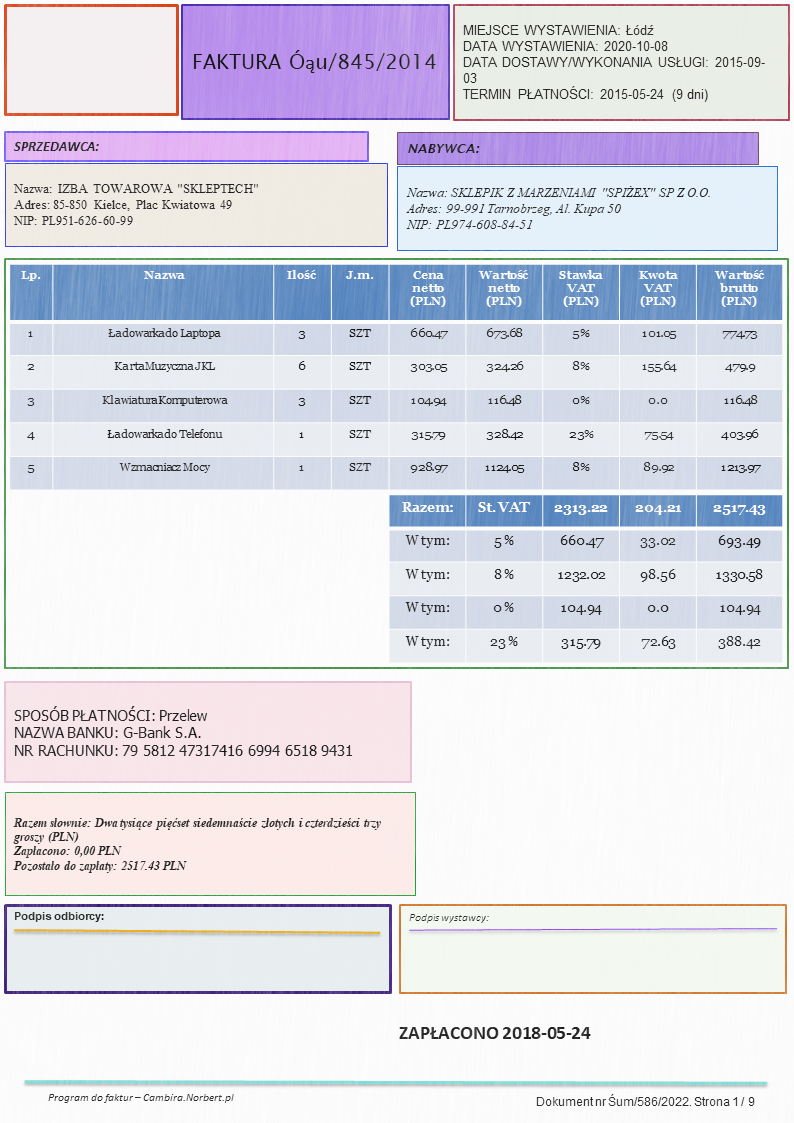 FAKTURA Óąu/845/2014
MIEJSCE WYSTAWIENIA: Łódź
DATA WYSTAWIENIA: 2020-10-08
DATA DOSTAWY/WYKONANIA USŁUGI: 2015-09-
03
TERMIN PŁATNOŚCI: 2015-05-24 (9 dni)
SPRZEDAWCA:
Nazwa: IZBA TOWAROWA "SKLEPTECH"
Adres: 85-850 Kielce, Plac Kwiatowa 49
NIP: PL951-626-60-99
NABYWCA:
Nazwa: SKLEPIK Z MARZENIAMI "SPIŻEX" SP Z O.O.
Adres: 99-991 Tarnobrzeg, Al. Kupa 50
NIP: PL974-608-84-51
Lp. Nazwa Ilość J.m. Cena netto (PLN) Wartość netto (PLN) Stawka VAT (PLN) Kwota VAT (PLN) Wartość brutto (PLN)
1 Ładowarka do Laptopa 3 SZT 660.47 673.68 5% 101.05 774.73
2 Karta Muzyczna JKL 6 SZT 303.05 324.26 8% 155.64 479.9
3 Klawiatura Komputerowa 3 SZT 104.94 116.48 0% 0.0 116.48
4 Ładowarka do Telefonu 1 SZT 315.79 328.42 23% 75.54 403.96
5 Wzmacniacz Mocy 1 SZT 928.97 1124.05 8% 89.92 1213.97
Razem: St. VAT 2313.22 204.21 2517.43
W tym: 5% 660.47 33.02 693.49
W tym: 8% 1232.02 98.56 1330.58
W tym: 0% 104.94 0.0 104.94
W tym: 23% 315.79 72.63 388.42
SPOSÓB PŁATNOŚCI: Przelew
NAZWA BANKU: G-Bank S.A.
NR RACHUNKU: 79 5812 47317416 6994 6518 9431
Razem słownie: Dwa tysiące pięćset siedemnaście złotych i czterdzieści trzy
groszy (PLN)
Zapłacono: 0,00 PLN
Pozostało do zapłaty: 2517.43 PLN
Podpis odbiorcy:
Podpis wystawcy:
ZAPŁACONO 2018-05-24
Program do faktur – Cambira.Norbert.pl
Dokument nr Śum/586/2022. Strona 1 / 9